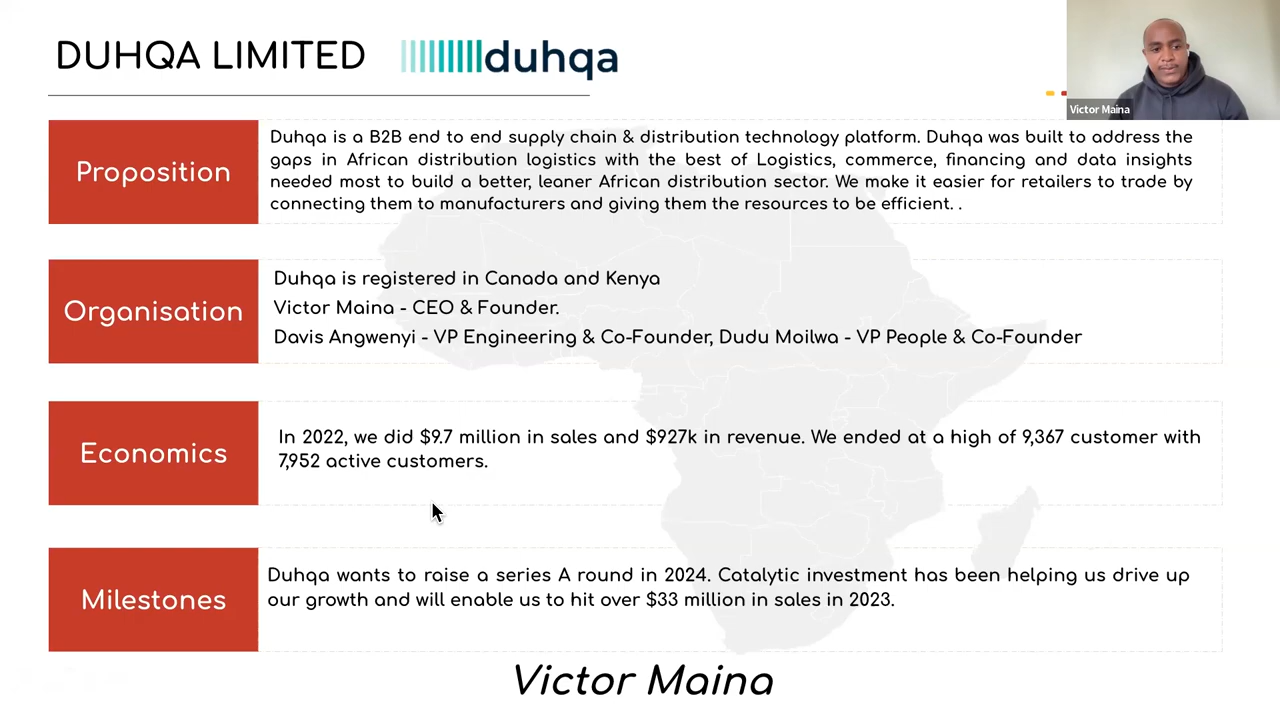 DUHQA LIMITED
duhqa
Victor Maina
Proposition
Duhqa is a B2B end to end supply chain & distribution technology platform. Duhqa was built to address the
gaps in African distribution logistics with the best of Logistics, commerce, financing and data insights
needed most to build a better, leaner African distribution sector. We make it easier for retailers to trade by
connecting them to manufacturers and giving them the resources to be efficient. .
Organisation
Duhqa is registered in Canada and Kenya
Victor Maina - CEO & Founder.
Davis Angwenyi - VP Engineering & Co-Founder, Dudu Moilwa - VP People & Co-Founder
Economics
In 2022, we did $9.7 million in sales and $927k in revenue. We ended at a high of 9,367 customer with
7,952 active customers.
Milestones
Duhqa wants to raise a series A round in 2024. Catalytic investment has been helping us drive up
our growth and will enable us to hit over $33 million in sales in 2023.
Victor Maina